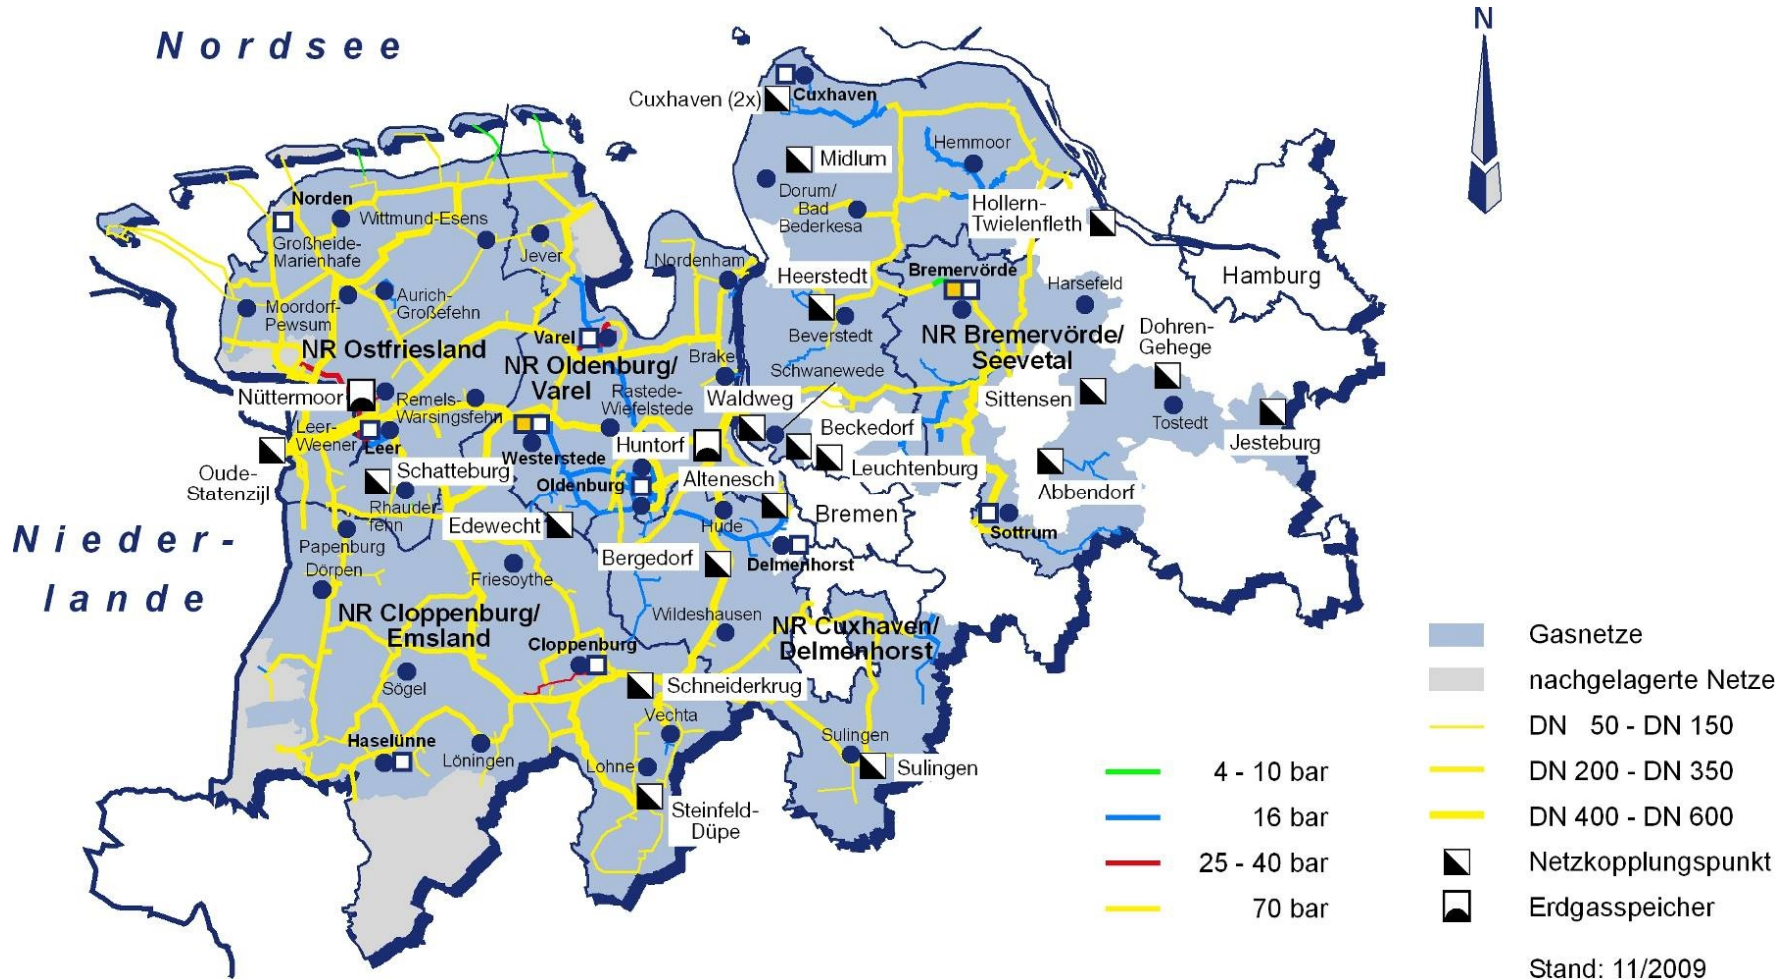 Nordsee
N
Cuxhaven
Cuxhaven (2x)
Midlum
Hemmoor
Dorum/
Bad
Bederkesa
Hollern-
Twielenfleth
Norden
Wittmund-Esens
Großheide-
Marienhafe
Jever
Nordenham
Heerstedt
Bremervörde
Harsefeld
Hamburg
Moordorf-
Pewsum
Aurich-
Großefehn
Beverstedt
Dohren-
Gehege
NR Ostfriesland
Varel
NR Oldenburg/
Varel
Brake
NR Bremervörde/
Seevetal
Schwanewede
Nüttermoor
Remels-
Warsingsfehn
Rastede-
Wiefelstede
Waldweg
Sittensen
Tostedt
Jesteburg
Leer-
Weener
Leer
Huntorf
Beckedorf
Westerstede
Leuchtenburg
Oude-
Statenzijl
Schatteburg
Oldenburg
Altenesch
Abbendorf
Rhauder-
fehn
Edewecht
Hude
Bremen
Sottrum
Nieder-
lande
Papenburg
Dörpen
Friesoythe
Bergedorf
Delmenhorst
NR Cloppenburg/
Emsland
Wildeshausen
NR Cuxhaven/
Delmenhorst
Cloppenburg
Sögel
Schneiderkrug
Vechta
Haselünne
Löningen
Lohne
Sulingen
Sulingen
Steinfeld-
Düpe
4 - 10 bar
16 bar
25 - 40 bar
70 bar
Gasnetze
nachgelagerte Netze
DN 50 - DN 150
DN 200 - DN 350
DN 400 - DN 600
Netzkopplungspunkt
Erdgasspeicher
Stand: 11/2009